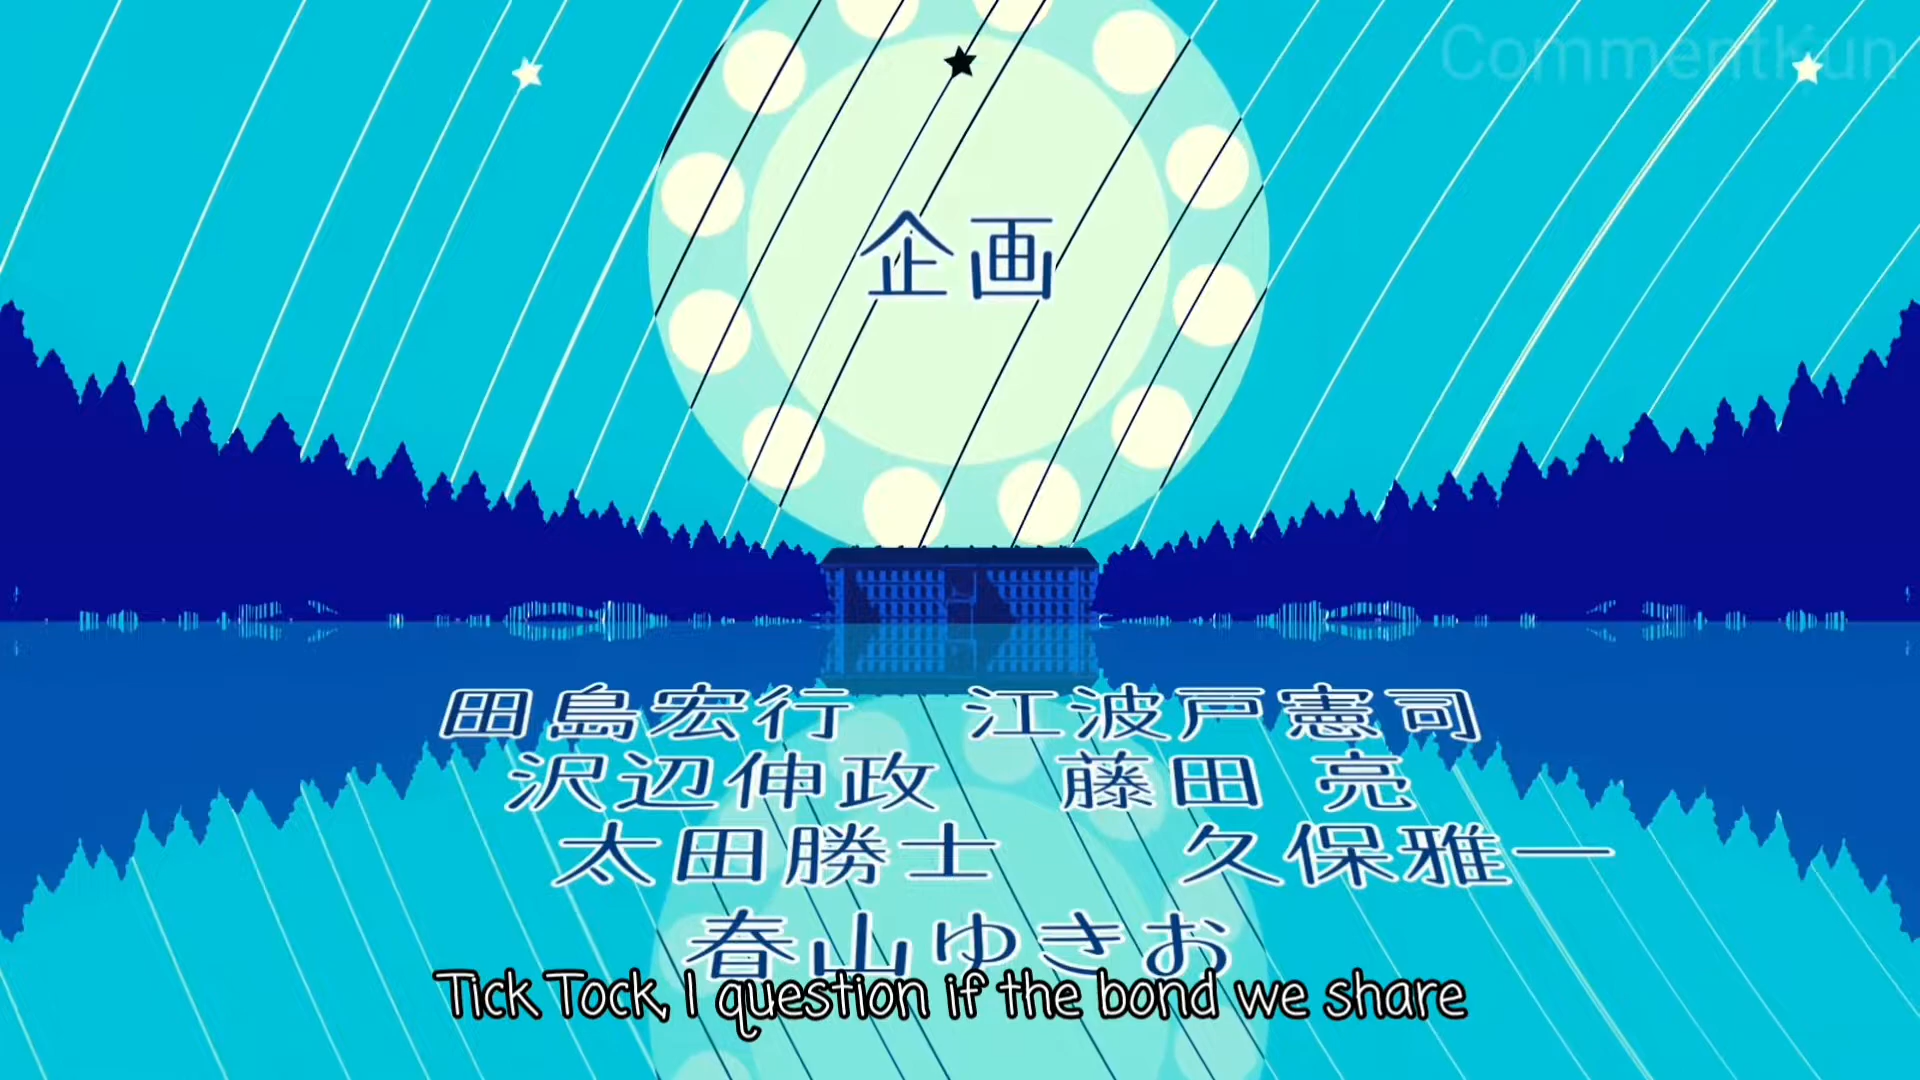 CommentKun
企画
田島宏行 江波戸憲司
沢辺伸政 藤田 亮
太田勝士 久保雅一
春山ゆきお
Tick Tock, I question if the bond we share